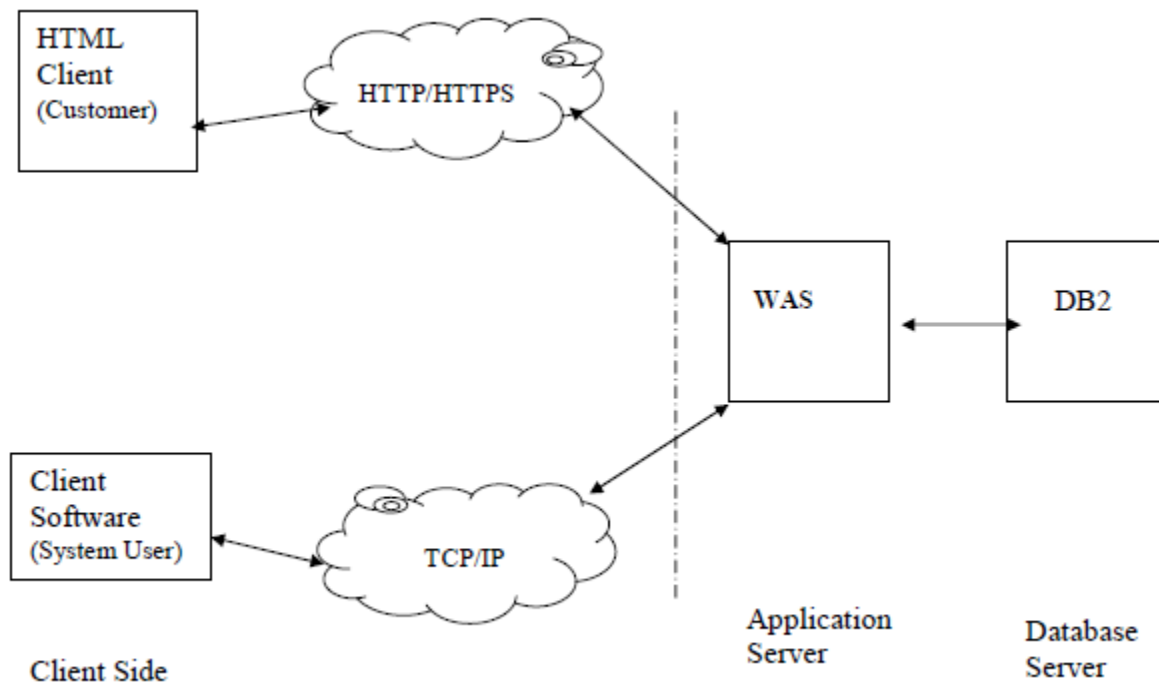 HTML
Client
(Customer)
HTTP/HTTPS
WAS
DB2
Client
Software
(System User)
TCP/IP
Application
Server
Database
Server
Client Side